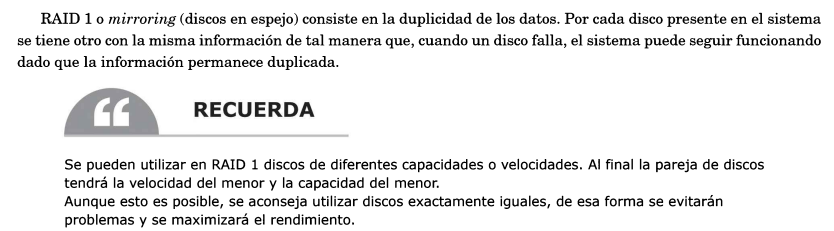 RAID 1 o mirroring (discos en espejo) consiste en la duplicidad de los datos. Por cada disco presente en el sistema
se tiene otro con la misma información de tal manera que, cuando un disco falla, el sistema puede seguir funcionando
dado que la información permanece duplicada.
“ RECUERDA
Se pueden utilizar en RAID 1 discos de diferentes capacidades o velocidades. Al final la pareja de discos
tendrá la velocidad del menor y la capacidad del menor.
Aunque esto es posible, se aconseja utilizar discos exactamente iguales, de esa forma se evitarán
problemas y se maximizará el rendimiento.